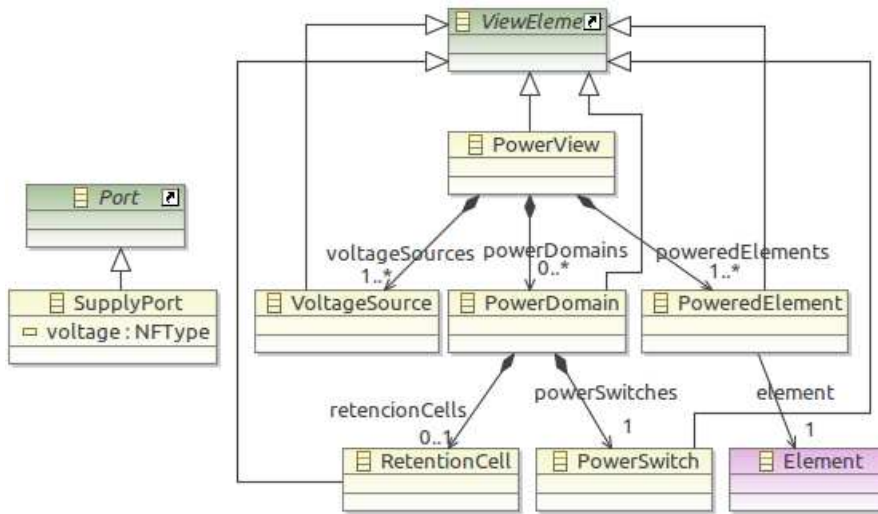 ViewEleme
PowerView
Port
voltageSources
powerDomains
poweredElements
1..*
0..*
1..*
SupplyPort
voltage : NFType
VoltageSource
PowerDomain
PoweredElement
retencionCells
powerSwitches
element
0..1
1
1
RetentionCell
PowerSwitch
Element